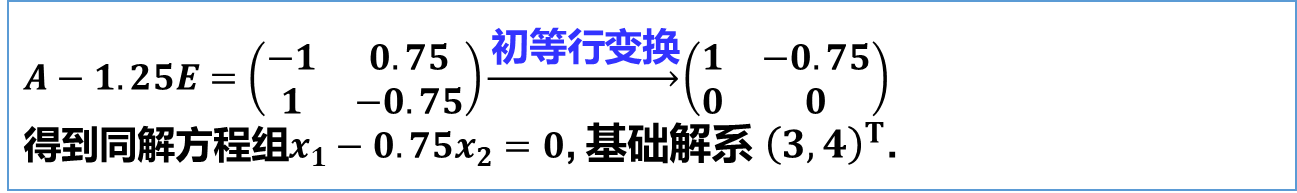 A − 1.25E = (−1 0.75 1 −0.75) 初等行变换 → (1 −0.75 0 0)
得到同解方程组x₁ − 0.75x₂ = 0, 基础解系 (3, 4)ᵀ.